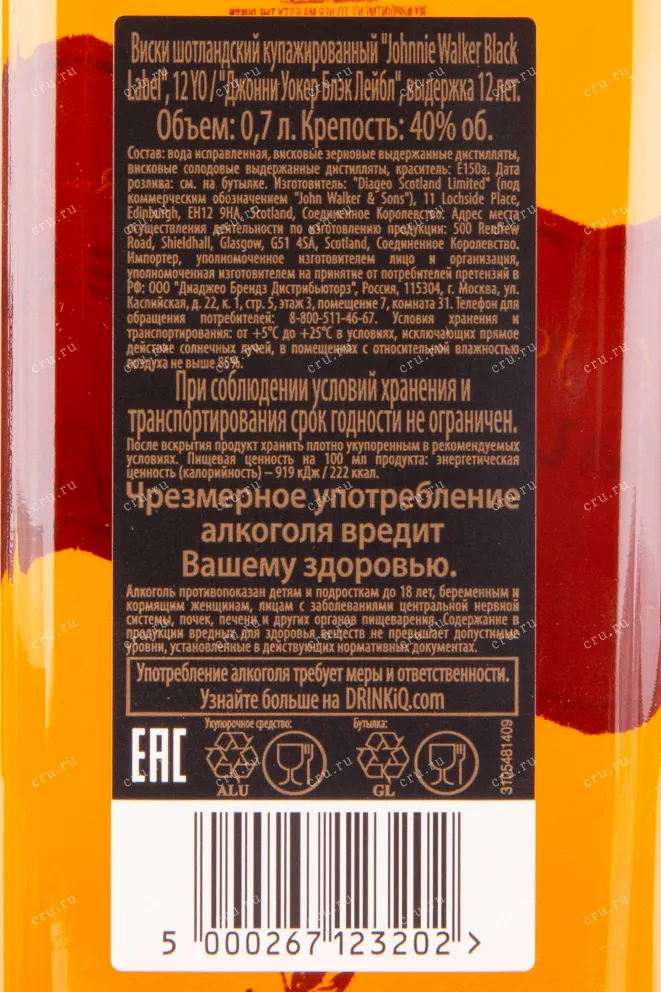 BY APPOINTMENT TO HER MAJESTY THE QUEEN
Виски шотландский купажированный "Johnnie Walker Black
Label", 12 YO / "Джонни Уокер Блэк Лейбл", выдержка 12 лет.
Объем: 0,7 л. Крепость: 40% об.
Состав: вода исправленная, висковые зерновые выдержанные дистилляты,
висковые солодовые выдержанные дистилляты, краситель: E150a. Дата
розлива: см. на бутылке. Изготовитель: "Diageo Scotland Limited" (под
коммерческим обозначением "John Walker & Sons"), 11 Lochside Place,
Edinburgh, EH12 9HA, Scotland, Соединенное Королевство. Адрес места
осуществления деятельности по изготовлению продукции: 500 Renfrew
Road, Shieldhall, Glasgow, G51 4SA, Scotland, Соединенное Королевство.
Импортер, уполномоченное изготовителем лицо и организация,
уполномоченная изготовителем на принятие от потребителей претензий в
РФ: ООО "Диаджео Брендз Дистрибьюторз", Россия, 115304, г. Москва, ул.
Каспийская, д. 22, к. 1, стр. 5, этаж 3, помещение 7, комната 31. Телефон для
обращения потребителей: 8-800-511-46-67. Условия хранения и
транспортирования: от +5°С до +25°С в условиях, исключающих прямое
действие солнечных лучей, в помещениях с относительной влажностью
воздуха не выше 85%.
При соблюдении условий хранения и
транспортирования срок годности не ограничен.
После вскрытия продукт хранить плотно укупоренным в рекомендуемых
условиях. Пищевая ценность на 100 мл продукта: энергетическая
ценность (калорийность) – 919 кДж / 222 ккал.
Чрезмерное употребление
алкоголя вредит
Вашему здоровью.
Алкоголь противопоказан детям и подросткам до 18 лет, беременным и
кормящим женщинам, лицам с заболеваниями центральной нервной
системы, почек, печени и других органов пищеварения. Содержание в
продукции вредных для здоровья веществ не превышает допустимые
уровни, установленные в действующих нормативных документах.
Употребление алкоголя требует меры и ответственности.
Узнайте больше на DRINKiQ.com
Укупорочное средство: Бутылка:
EAC
ALU GL
3105481409
5 000267 123202 >
cru.ru